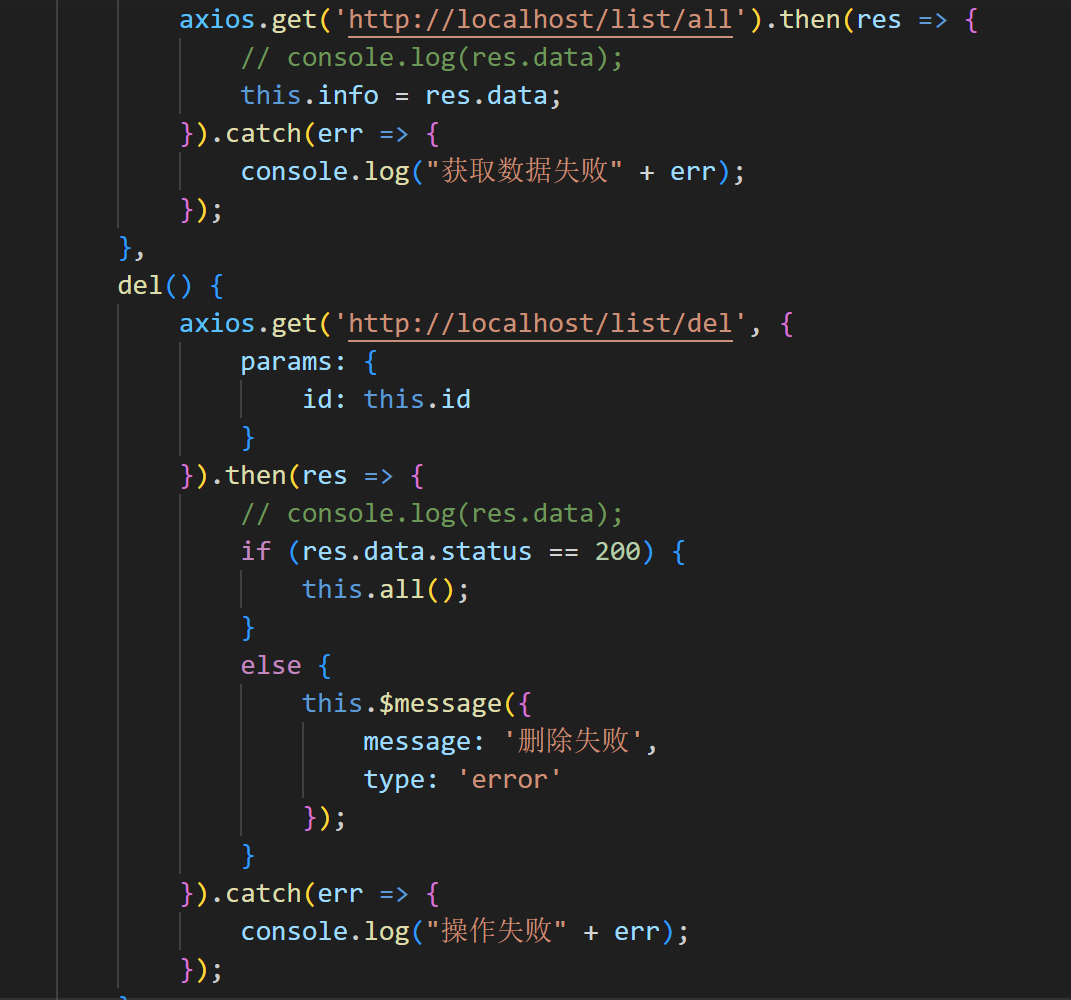 axios.get('http://localhost/list/all').then(res => {
// console.log(res.data);
this.info = res.data;
}).catch(err => {
console.log("获取数据失败" + err);
});
},
del() {
axios.get('http://localhost/list/del', {
params: {
id: this.id
}
}).then(res => {
// console.log(res.data);
if (res.data.status == 200) {
this.all();
}
else {
this.$message({
message: '删除失败',
type: 'error'
});
}
}).catch(err => {
console.log("操作失败" + err);
});